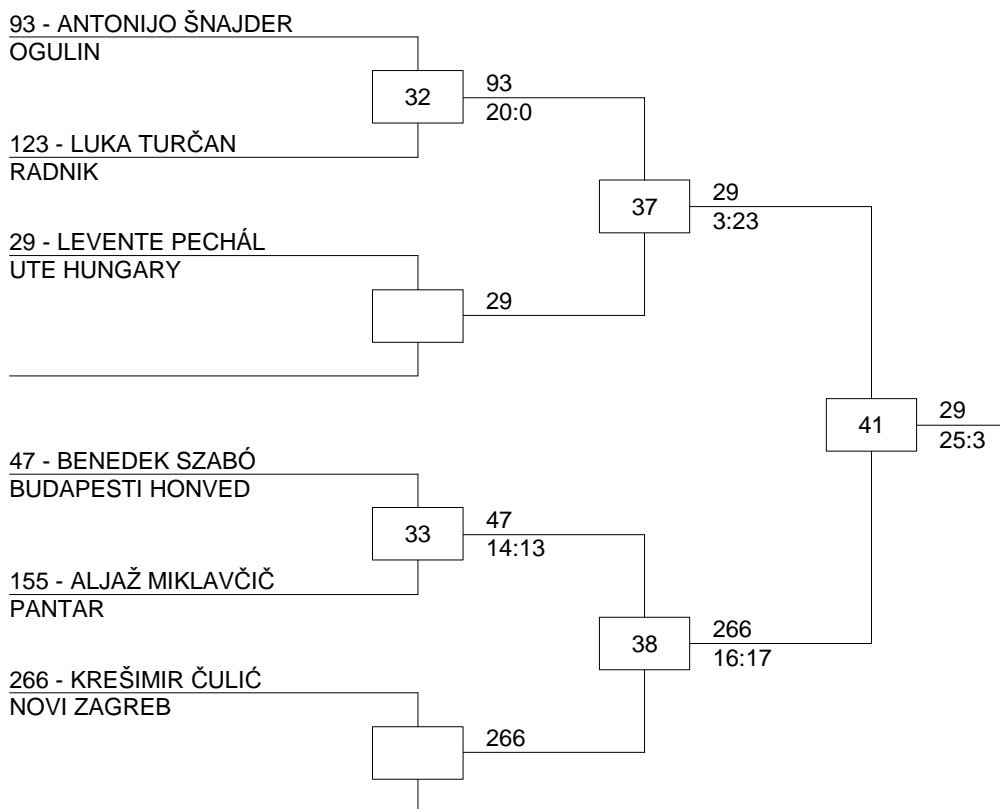 93 - ANTONIJO ŠNAJDER
OGULIN
32
93
20:0
123 - LUKA TURČAN
RADNIK
37
29
3:23
29 - LEVENTE PECHÁL
UTE HUNGARY
29
41
29
25:3
47 - BENEDEK SZABÓ
BUDAPESTI HONVED
33
47
14:13
155 - ALJAŽ MIKLAVČIČ
PANTAR
38
266
16:17
266 - KREŠIMIR ČULIĆ
NOVI ZAGREB
266